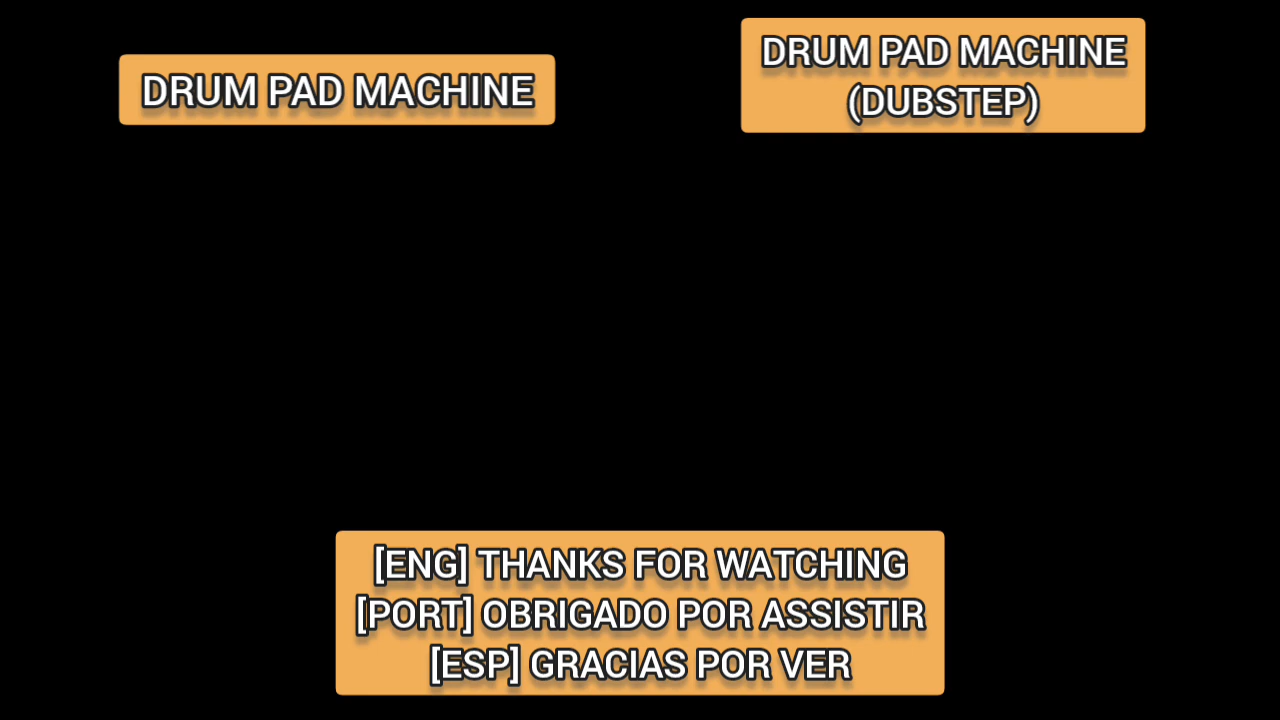 DRUM PAD MACHINE
DRUM PAD MACHINE
(DUBSTEP)
[ENG] THANKS FOR WATCHING
[PORT] OBRIGADO POR ASSISTIR
[ESP] GRACIAS POR VER